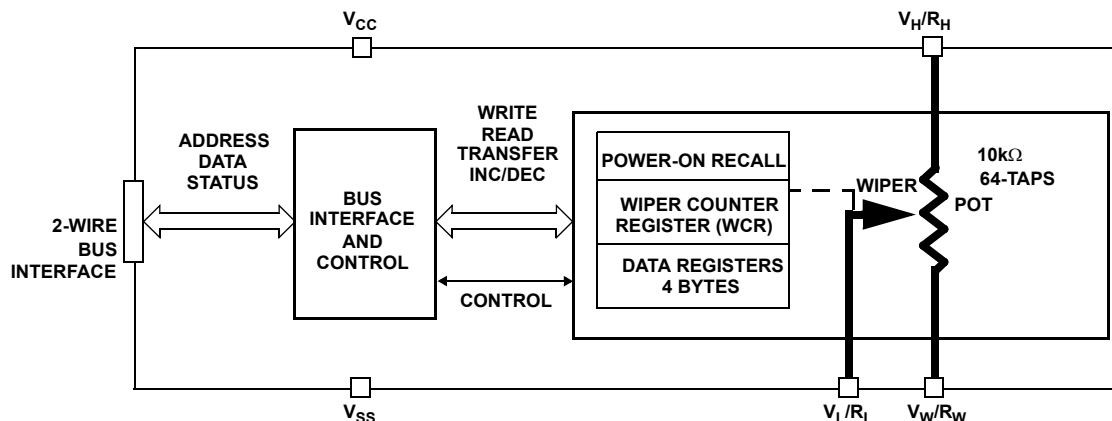 VCC
VH/RH
ADDRESS
DATA
STATUS
WRITE
READ
TRANSFER
INC/DEC
2-WIRE
BUS
INTERFACE
BUS
INTERFACE
AND
CONTROL
CONTROL
POWER-ON RECALL
WIPER COUNTER
REGISTER (WCR)
DATA REGISTERS
4 BYTES
WIPER
10kΩ
64-TAPS
POT
VSS
VL/RL
VW/RW